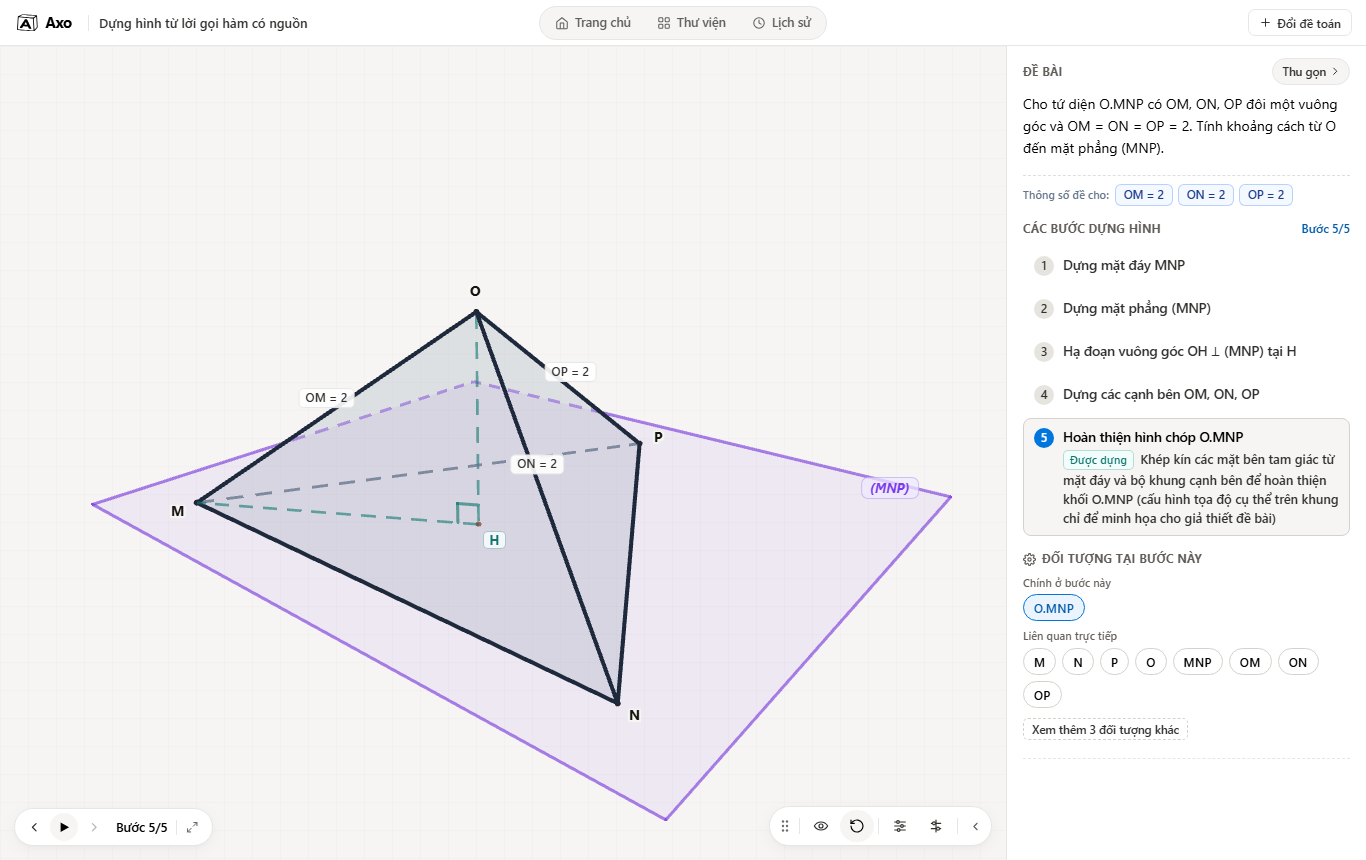 Axo
Dựng hình từ lời gọi hàm có nguồn
Trang chủ
Thư viện
Lịch sử
Đổi đề toán
O
OM = 2
OP = 2
P
ON = 2
(MNP)
M
H
N
Bước 5/5
ĐỀ BÀI
Thu gọn
Cho tứ diện O.MNP có OM, ON, OP đôi một vuông
góc và OM = ON = OP = 2. Tính khoảng cách từ O
đến mặt phẳng (MNP).
Thông số đề cho: OM = 2 ON = 2 OP = 2
CÁC BƯỚC DỰNG HÌNH
Bước 5/5
1 Dựng mặt đáy MNP
2 Dựng mặt phẳng (MNP)
3 Hạ đoạn vuông góc OH ⊥ (MNP) tại H
4 Dựng các cạnh bên OM, ON, OP
5 Hoàn thiện hình chóp O.MNP
Được dựng Khép kín các mặt bên tam giác từ
mặt đáy và bộ khung cạnh bên để hoàn thiện
khối O.MNP (cấu hình tọa độ cụ thể trên khung
chỉ để minh họa cho giả thiết đề bài)
ĐỐI TƯỢNG TẠI BƯỚC NÀY
Chính ở bước này
O.MNP
Liên quan trực tiếp
M N P O MNP OM ON
OP
Xem thêm 3 đối tượng khác